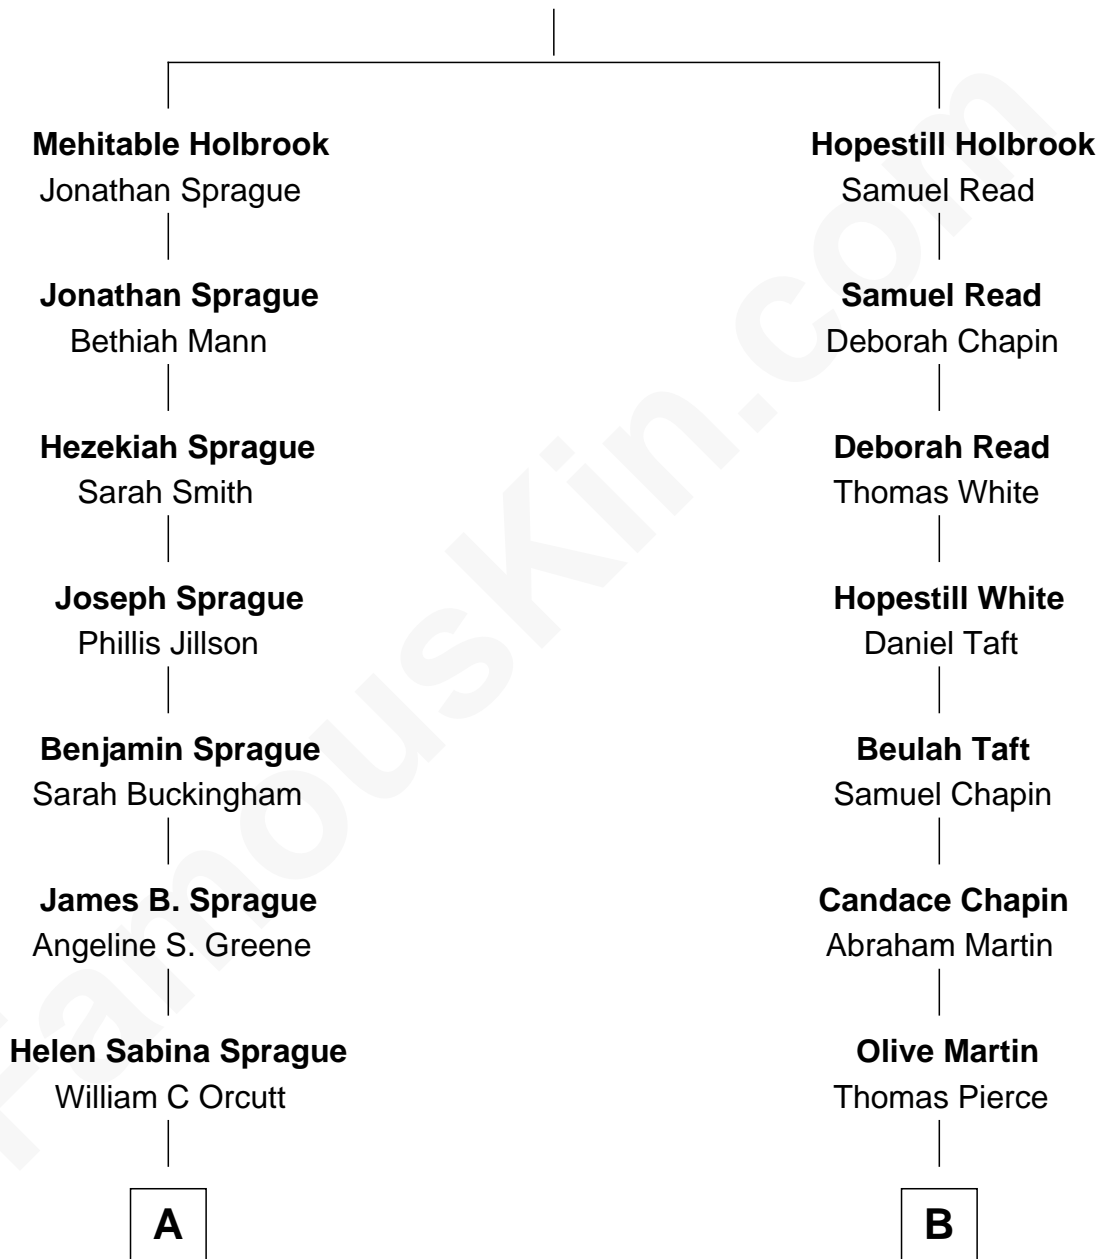 Mehitable Holbrook
Jonathan Sprague
Jonathan Sprague
Bethiah Mann
Hezekiah Sprague
Sarah Smith
Joseph Sprague
Phillis Jillson
Benjamin Sprague
Sarah Buckingham
James B. Sprague
Angeline S. Greene
Helen Sabina Sprague
William C Orcutt
A
Hopestill Holbrook
Samuel Read
Samuel Read
Deborah Chapin
Deborah Read
Thomas White
Hopestill White
Daniel Taft
Beulah Taft
Samuel Chapin
Candace Chapin
Abraham Martin
Olive Martin
Thomas Pierce
B
FamousKin.com